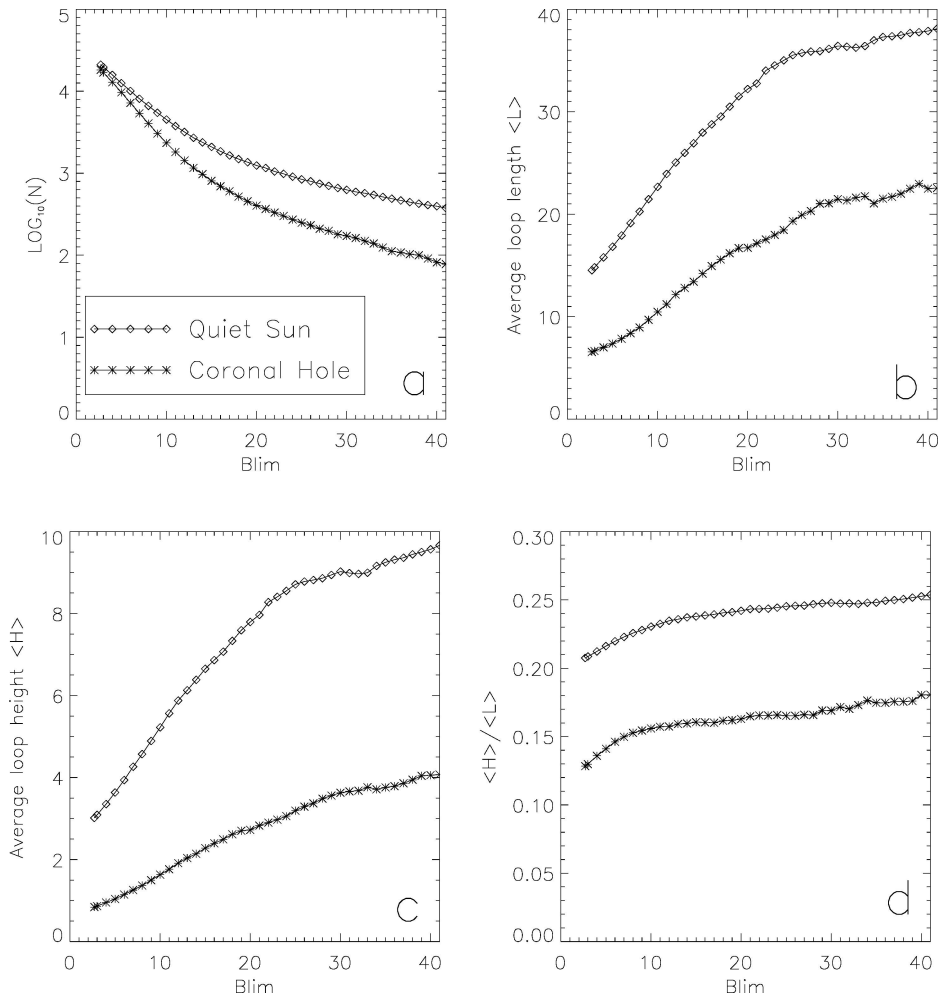 5
4
3
2
1
0
LOG₁₀(N)
Quiet Sun
Coronal Hole
a
0 10 20 30 40
Blim
40
30
20
10
0
Average loop length <L>
b
0 10 20 30 40
Blim
10
8
6
4
2
0
Average loop height <H>
c
0 10 20 30 40
Blim
0.30
0.25
0.20
0.15
0.10
0.05
0.00
<H>/<L>
d
0 10 20 30 40
Blim